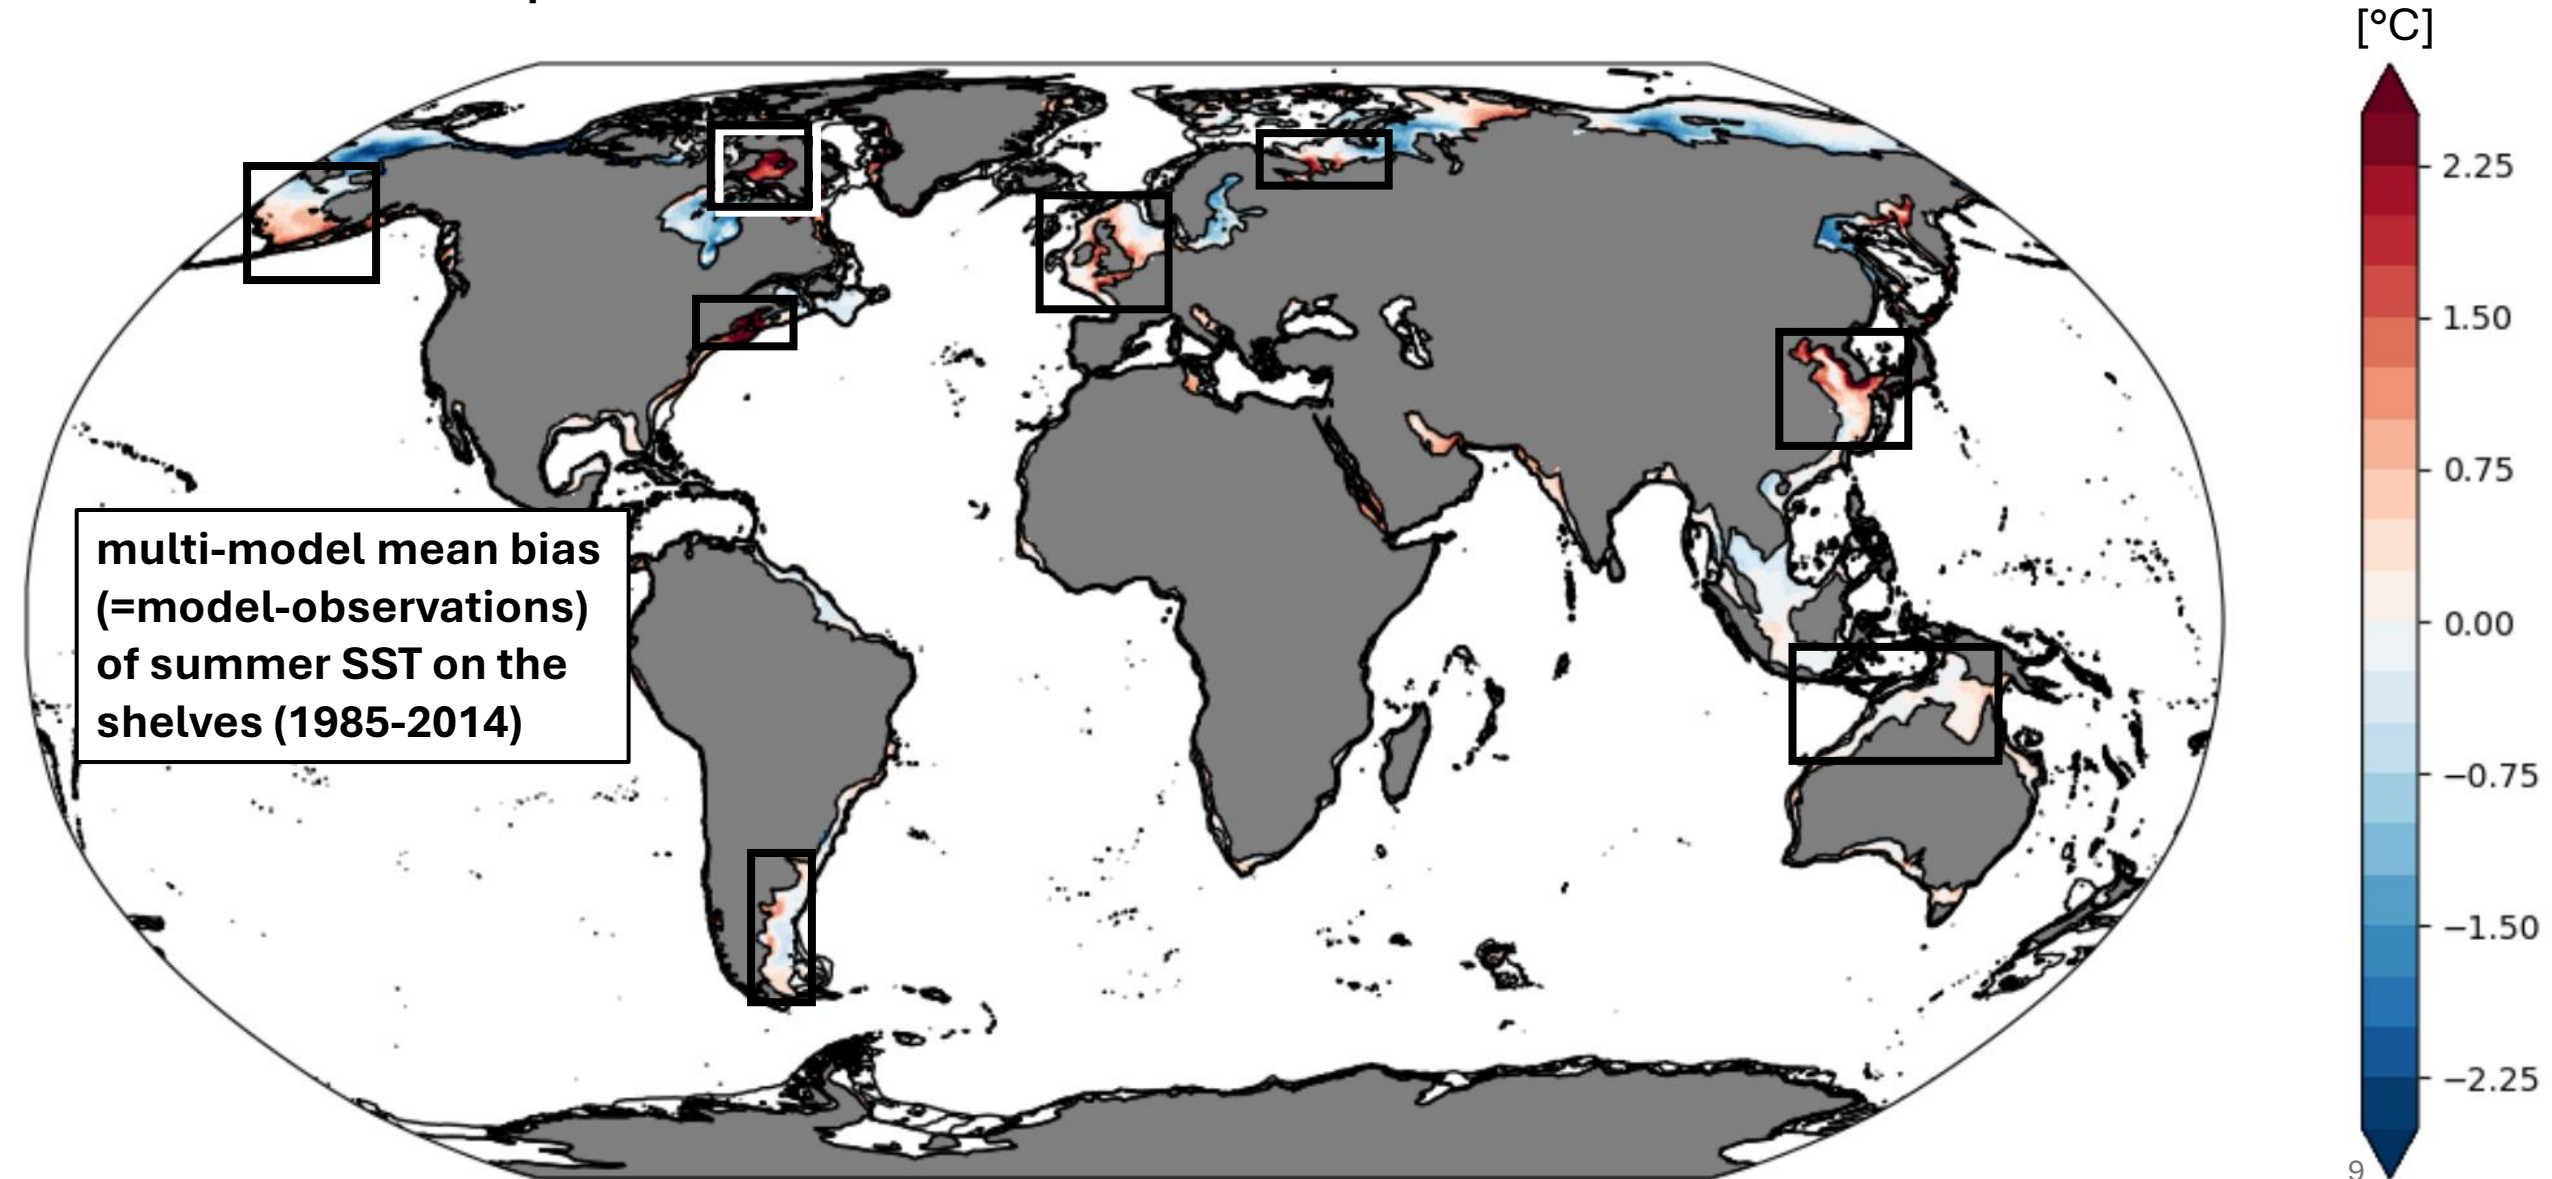 [°C]
multi-model mean bias
(=model-observations)
of summer SST on the
shelves (1985-2014)
2.25
1.50
0.75
0.00
−0.75
−1.50
−2.25
9